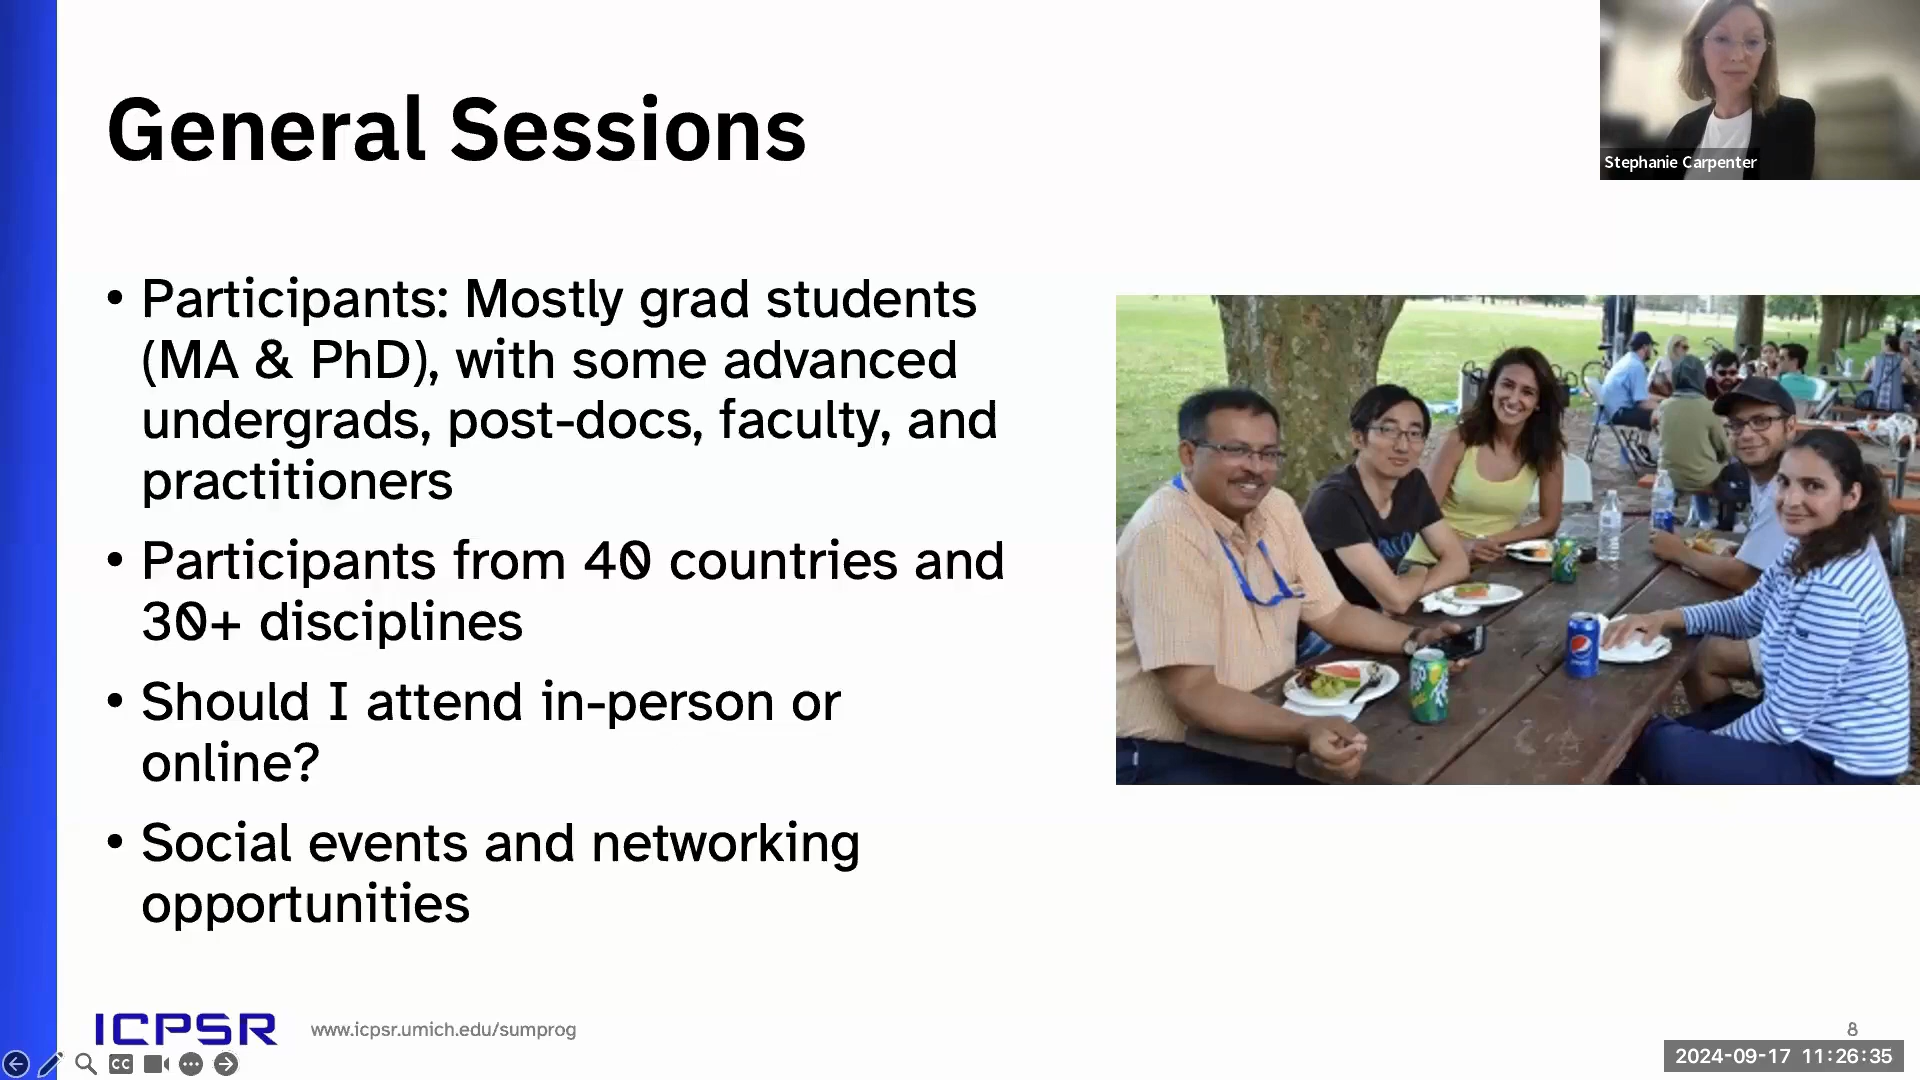 General Sessions
Stephanie Carpenter
• Participants: Mostly grad students
(MA & PhD), with some advanced
undergrads, post-docs, faculty, and
practitioners
• Participants from 40 countries and
30+ disciplines
• Should I attend in-person or
online?
• Social events and networking
opportunities
pepsi
ICPSR
www.icpsr.umich.edu/sumprog
8
CC
2024-09-17 11:26:35